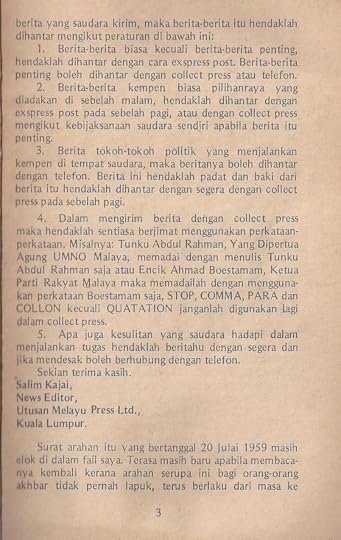 berita yang saudara kirim, maka berita-berita itu hendaklah
dihantar mengikut peraturan di bawah ini:
1. Berita-berita biasa kecuali berita-berita penting,
hendaklah dihantar dengan cara exspress post. Berita-berita
penting boleh dihantar dengan collect press atau telefon.
2. Berita-berita kempen biasa pilihanraya yang
diadakan di sebelah malam, hendaklah dihantar dengan
exspress post pada sebelah pagi, atau dengan collect press
mengikut kebijaksanaan saudara sendiri apabila berita itu
penting.
3. Berita tokoh-tokoh politik yang menjalankan
kempen di tempat saudara, maka beritanya boleh dihantar
dengan telefon. Berita ini hendaklah padat dan baki dari
berita itu hendaklah dihantar dengan segera dengan collect
press pada sebelah pagi.
4. Dalam mengirim berita dengan collect press
maka hendaklah sentiasa berjimat menggunakan perkataan-
perkataan. Misalnya: Tunku Abdul Rahman, Yang Dipertua
Agung UMNO Malaya, memadai dengan menulis Tunku
Abdul Rahman saja atau Encik Ahmad Boestamam, Ketua
Parti Rakyat Malaya maka memadailah dengan mengguna-
kan perkataan Boestamam saja, STOP, COMMA, PARA dan
COLLON kecuali QUATATION janganlah digunakan lagi
dalam collect press.
5. Apa juga kesulitan yang saudara hadapi dalam
menjalankan tugas hendaklah beritahu dengan segera dan
jika mendesak boleh berhubung dengan telefon.
Sekian terima kasih.
Salim Kajai,
News Editor,
Utusan Melayu Press Ltd.,
Kuala Lumpur.
Surat arahan itu yang bertanggal 20 Julai 1959 masih
elok di dalam fail saya. Terasa masih baru apabila membaca-
nya kembali kerana arahan serupa ini bagi orang-orang
akhbar tidak pernah lapuk, terus berlaku dari masa ke
3